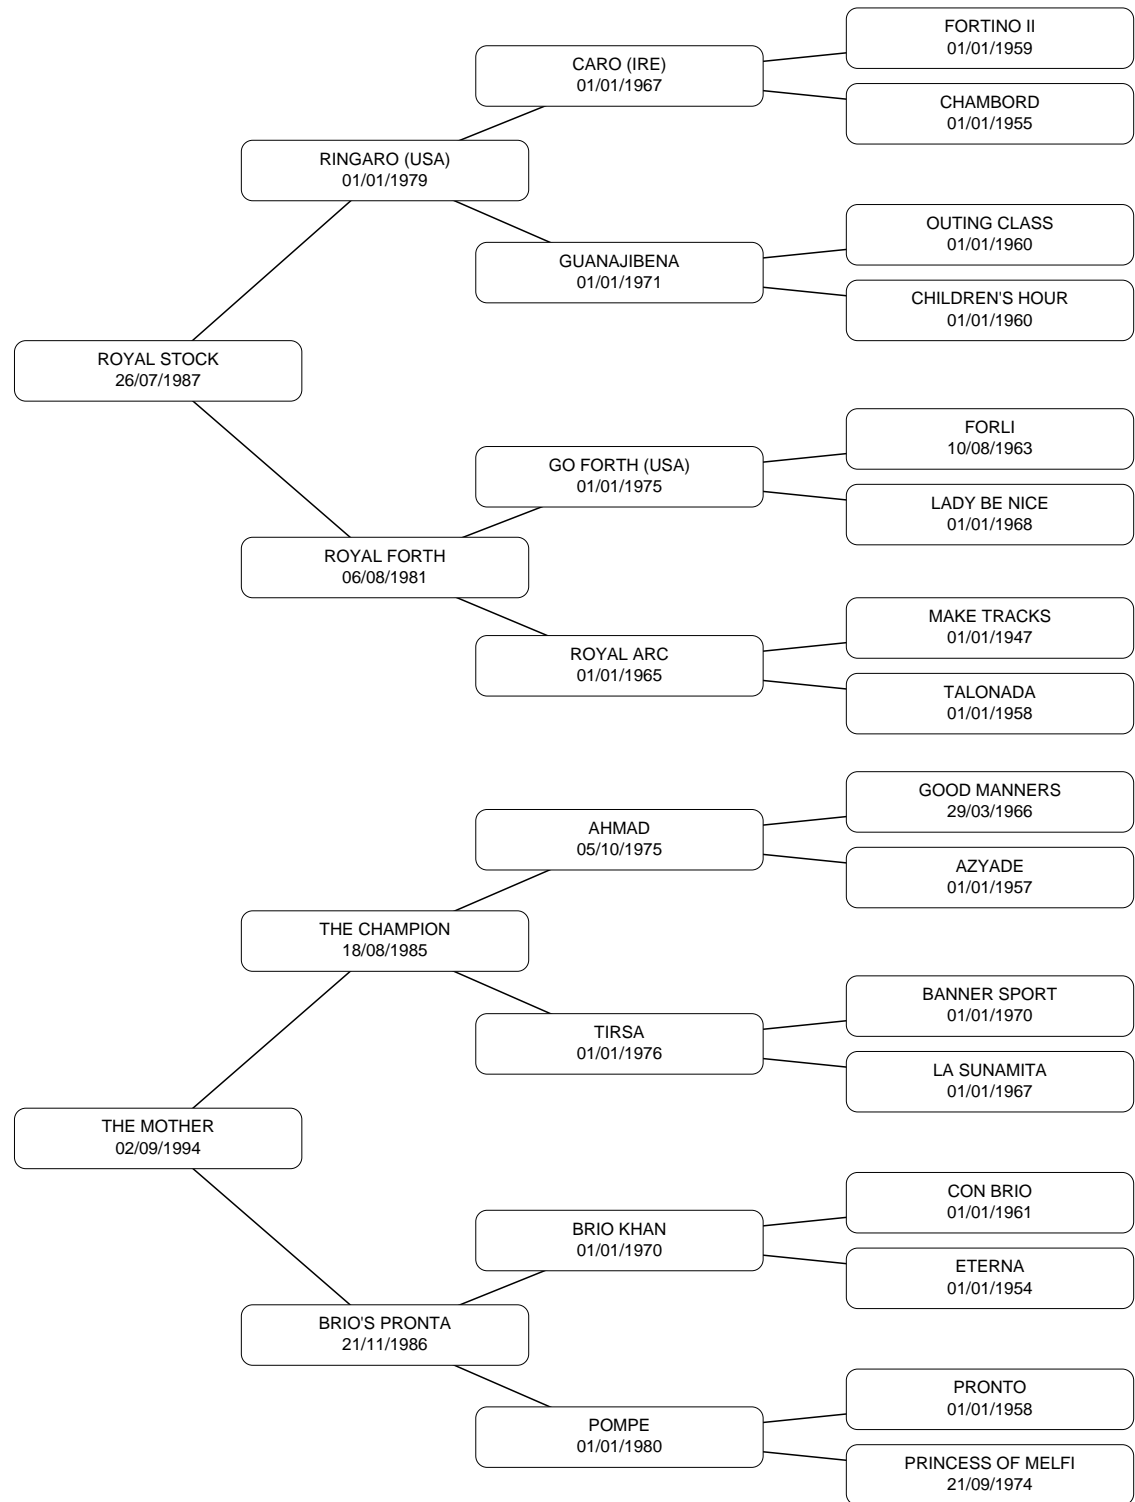 FORTINO II
01/01/1959
CARO (IRE)
01/01/1967
CHAMBORD
01/01/1955
RINGARO (USA)
01/01/1979
OUTING CLASS
01/01/1960
GUANAJIBENA
01/01/1971
CHILDREN'S HOUR
01/01/1960
ROYAL STOCK
26/07/1987
FORLI
10/08/1963
GO FORTH (USA)
01/01/1975
LADY BE NICE
01/01/1968
ROYAL FORTH
06/08/1981
MAKE TRACKS
01/01/1947
ROYAL ARC
01/01/1965
TALONADA
01/01/1958
GOOD MANNERS
29/03/1966
AHMAD
05/10/1975
AZYADE
01/01/1957
THE CHAMPION
18/08/1985
BANNER SPORT
01/01/1970
TIRSA
01/01/1976
LA SUNAMITA
01/01/1967
THE MOTHER
02/09/1994
CON BRIO
01/01/1961
BRIO KHAN
01/01/1970
ETERNA
01/01/1954
BRIO'S PRONTA
21/11/1986
PRONTO
01/01/1958
POMPE
01/01/1980
PRINCESS OF MELFI
21/09/1974